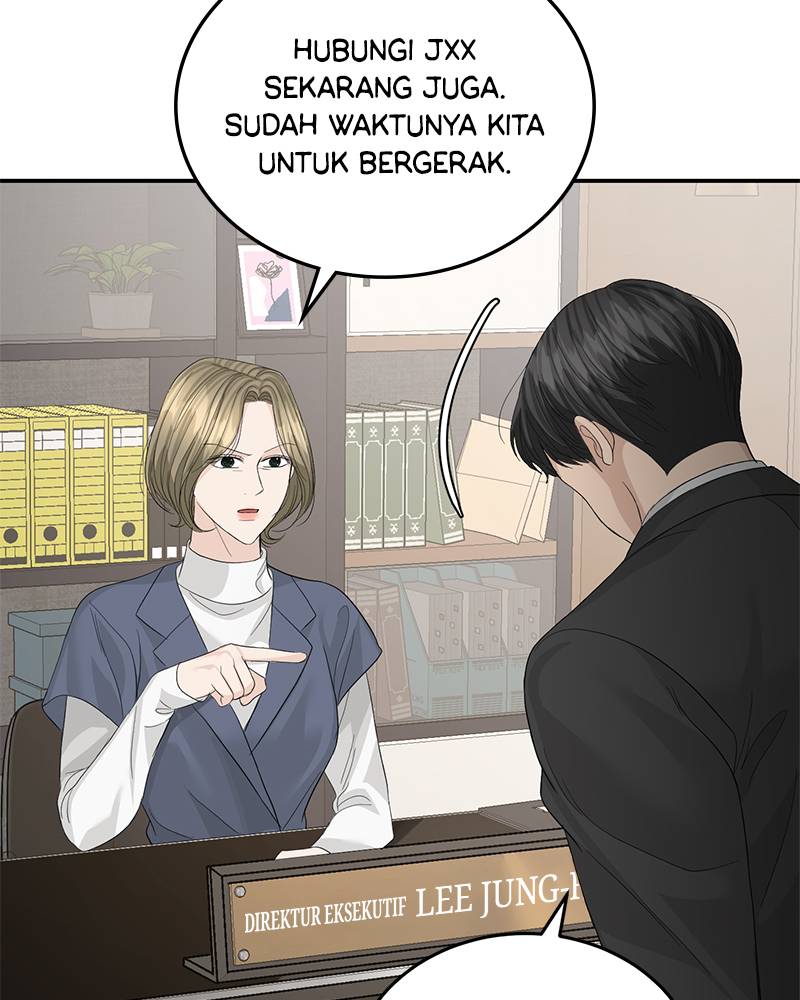 HUBUNGI JXX
SEKARANG JUGA.
SUDAH WAKTUNYA KITA
UNTUK BERGERAK.
DIREKTUR EKSEKUTIF LEE JUNG-